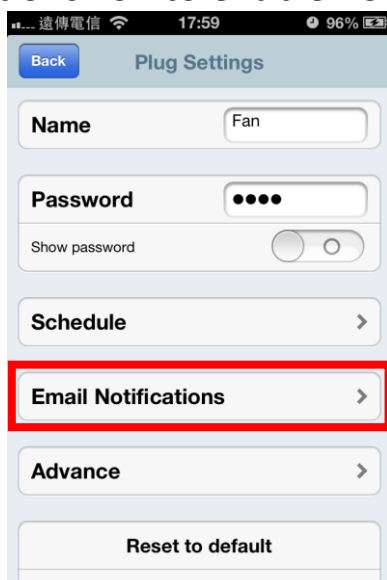 遠傳電信 17:59 96%
Back Plug Settings
Name Fan
Password ••••
Show password
Schedule
Email Notifications
Advance
Reset to default